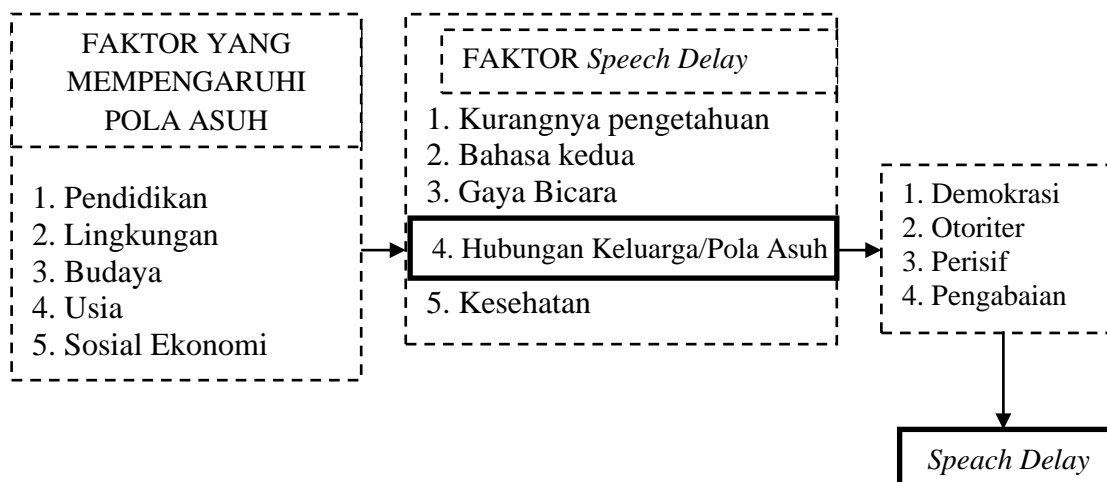 FAKTOR YANG
MEMPENGARUHI
POLA ASUH
1. Pendidikan
2. Lingkungan
3. Budaya
4. Usia
5. Sosial Ekonomi
FAKTOR Speech Delay
1. Kurangnya pengetahuan
2. Bahasa kedua
3. Gaya Bicara
4. Hubungan Keluarga/Pola Asuh
5. Kesehatan
1. Demokrasi
2. Otoriter
3. Perisif
4. Pengabaian
Speach Delay